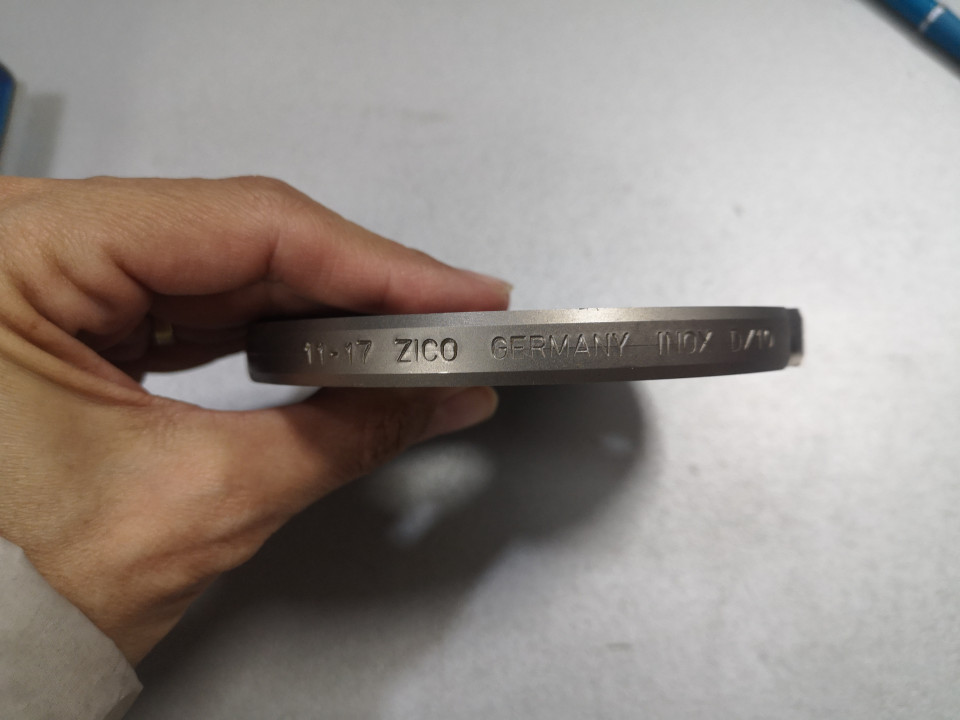 11-17 ZICO GERMANY INOX D/10